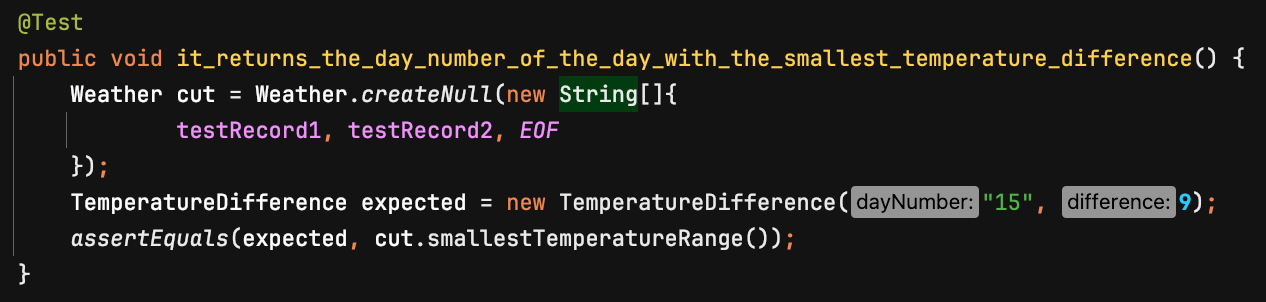 @Test
public void it_returns_the_day_number_of_the_day_with_the_smallest_temperature_difference() {
Weather cut = Weather.createNull(new String[]{
testRecord1, testRecord2, EOF
});
TemperatureDifference expected = new TemperatureDifference( dayNumber: "15", difference: 9);
assertEquals(expected, cut.smallestTemperatureRange());
}